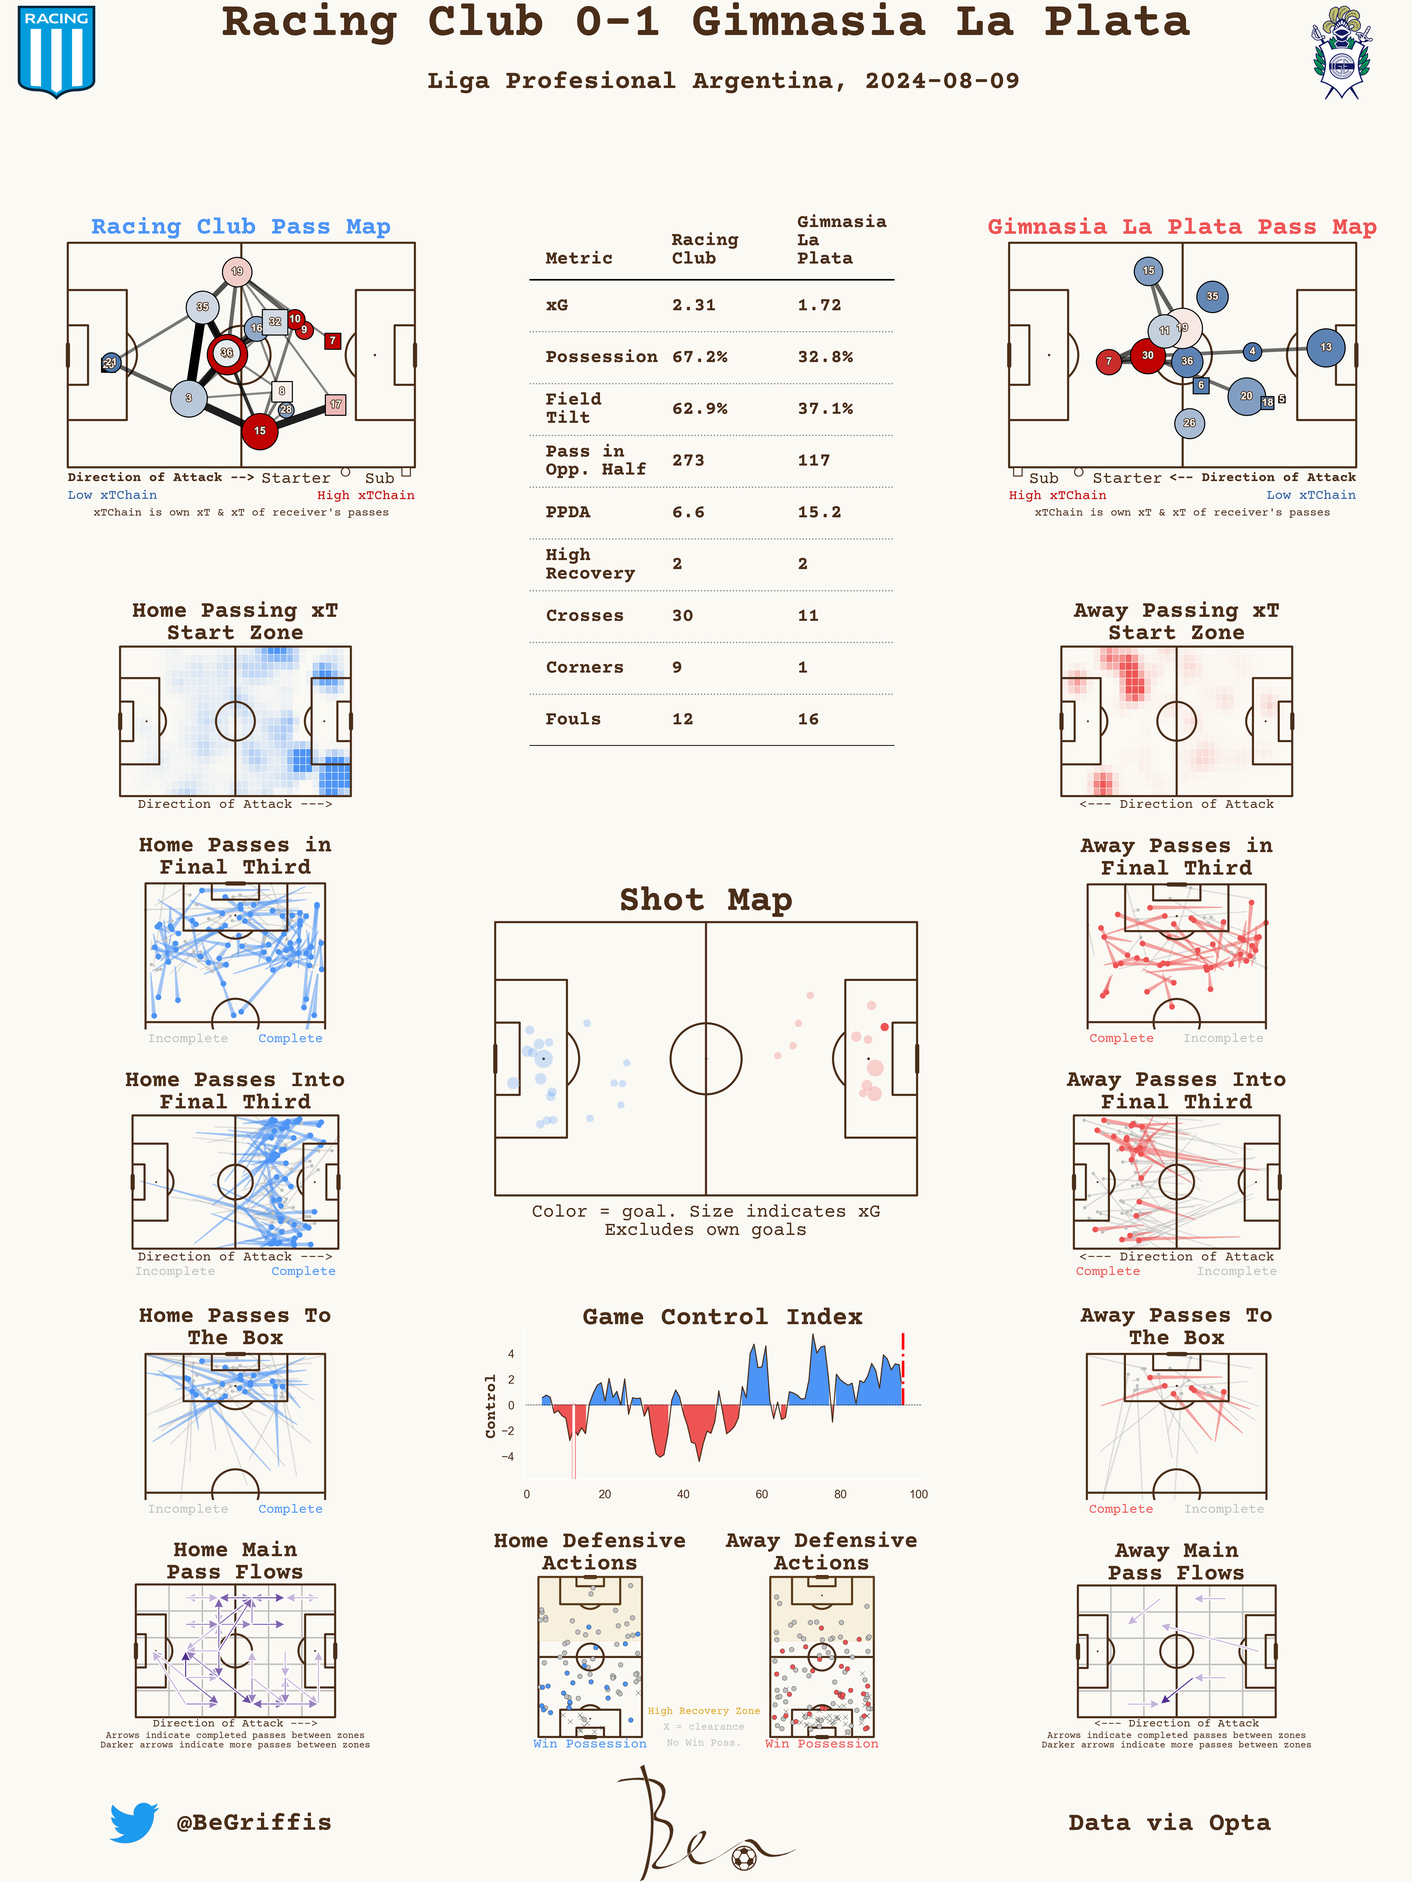 RACING
Racing Club 0-1 Gimnasia La Plata
Liga Profesional Argentina, 2024-08-09
Racing Club Pass Map
19
35
16
32
10
9
7
36
21
3
8
28
17
15
Direction of Attack --> Starter Sub
Low xTChain High xTChain
xTChain is own xT & xT of receiver's passes
Metric Racing Club Gimnasia La Plata
xG 2.31 1.72
Possession 67.2% 32.8%
Field Tilt 62.9% 37.1%
Pass in Opp. Half 273 117
PPDA 6.6 15.2
High Recovery 2 2
Crosses 30 11
Corners 9 1
Fouls 12 16
Gimnasia La Plata Pass Map
15
35
11
19
7
30
36
4
13
6
20
18
5
26
Sub Starter <-- Direction of Attack
High xTChain Low xTChain
xTChain is own xT & xT of receiver's passes
Home Passing xT
Start Zone
Direction of Attack --->
Away Passing xT
Start Zone
<--- Direction of Attack
Home Passes in
Final Third
Incomplete Complete
Shot Map
Color = goal. Size indicates xG
Excludes own goals
Away Passes in
Final Third
Complete Incomplete
Home Passes Into
Final Third
Direction of Attack --->
Incomplete Complete
Away Passes Into
Final Third
<--- Direction of Attack
Complete Incomplete
Home Passes To
The Box
Incomplete Complete
Game Control Index
Control
4
2
0
−2
−4
0 20 40 60 80 100
Away Passes To
The Box
Complete Incomplete
Home Main
Pass Flows
Direction of Attack --->
Arrows indicate completed passes between zones
Darker arrows indicate more passes between zones
Home Defensive
Actions
Win Possession
High Recovery Zone
X = clearance
No Win Poss.
Away Defensive
Actions
Win Possession
Away Main
Pass Flows
<--- Direction of Attack
Arrows indicate completed passes between zones
Darker arrows indicate more passes between zones
@BeGriffis
Ben
Data via Opta